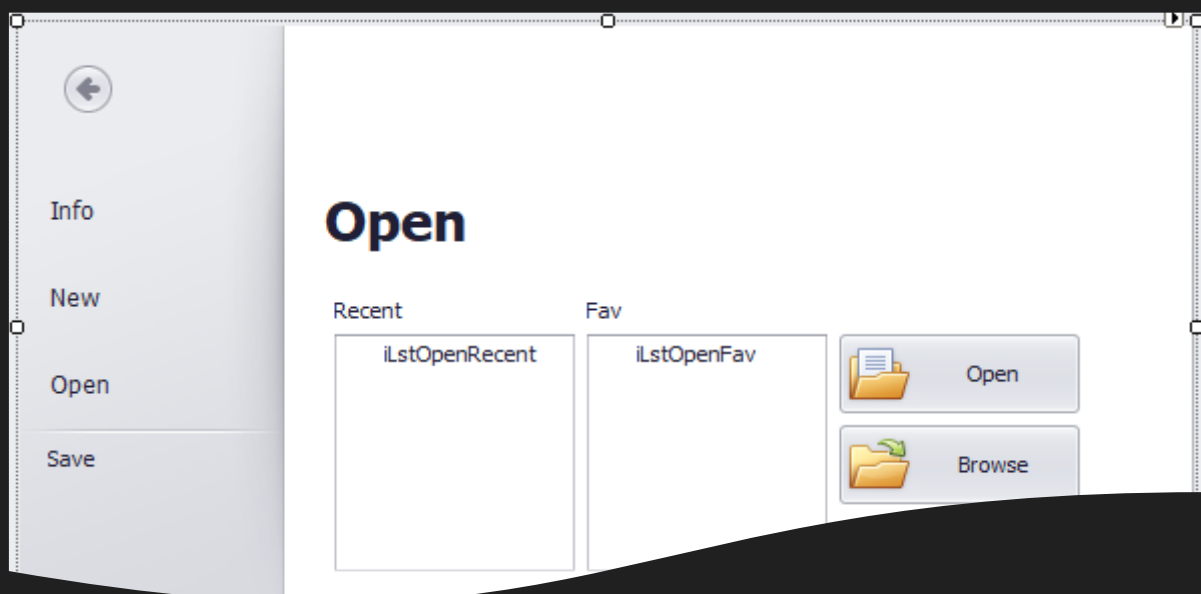 Info
New
Open
Save
Open
Recent
Fav
iLstOpenRecent
iLstOpenFav
Open
Browse